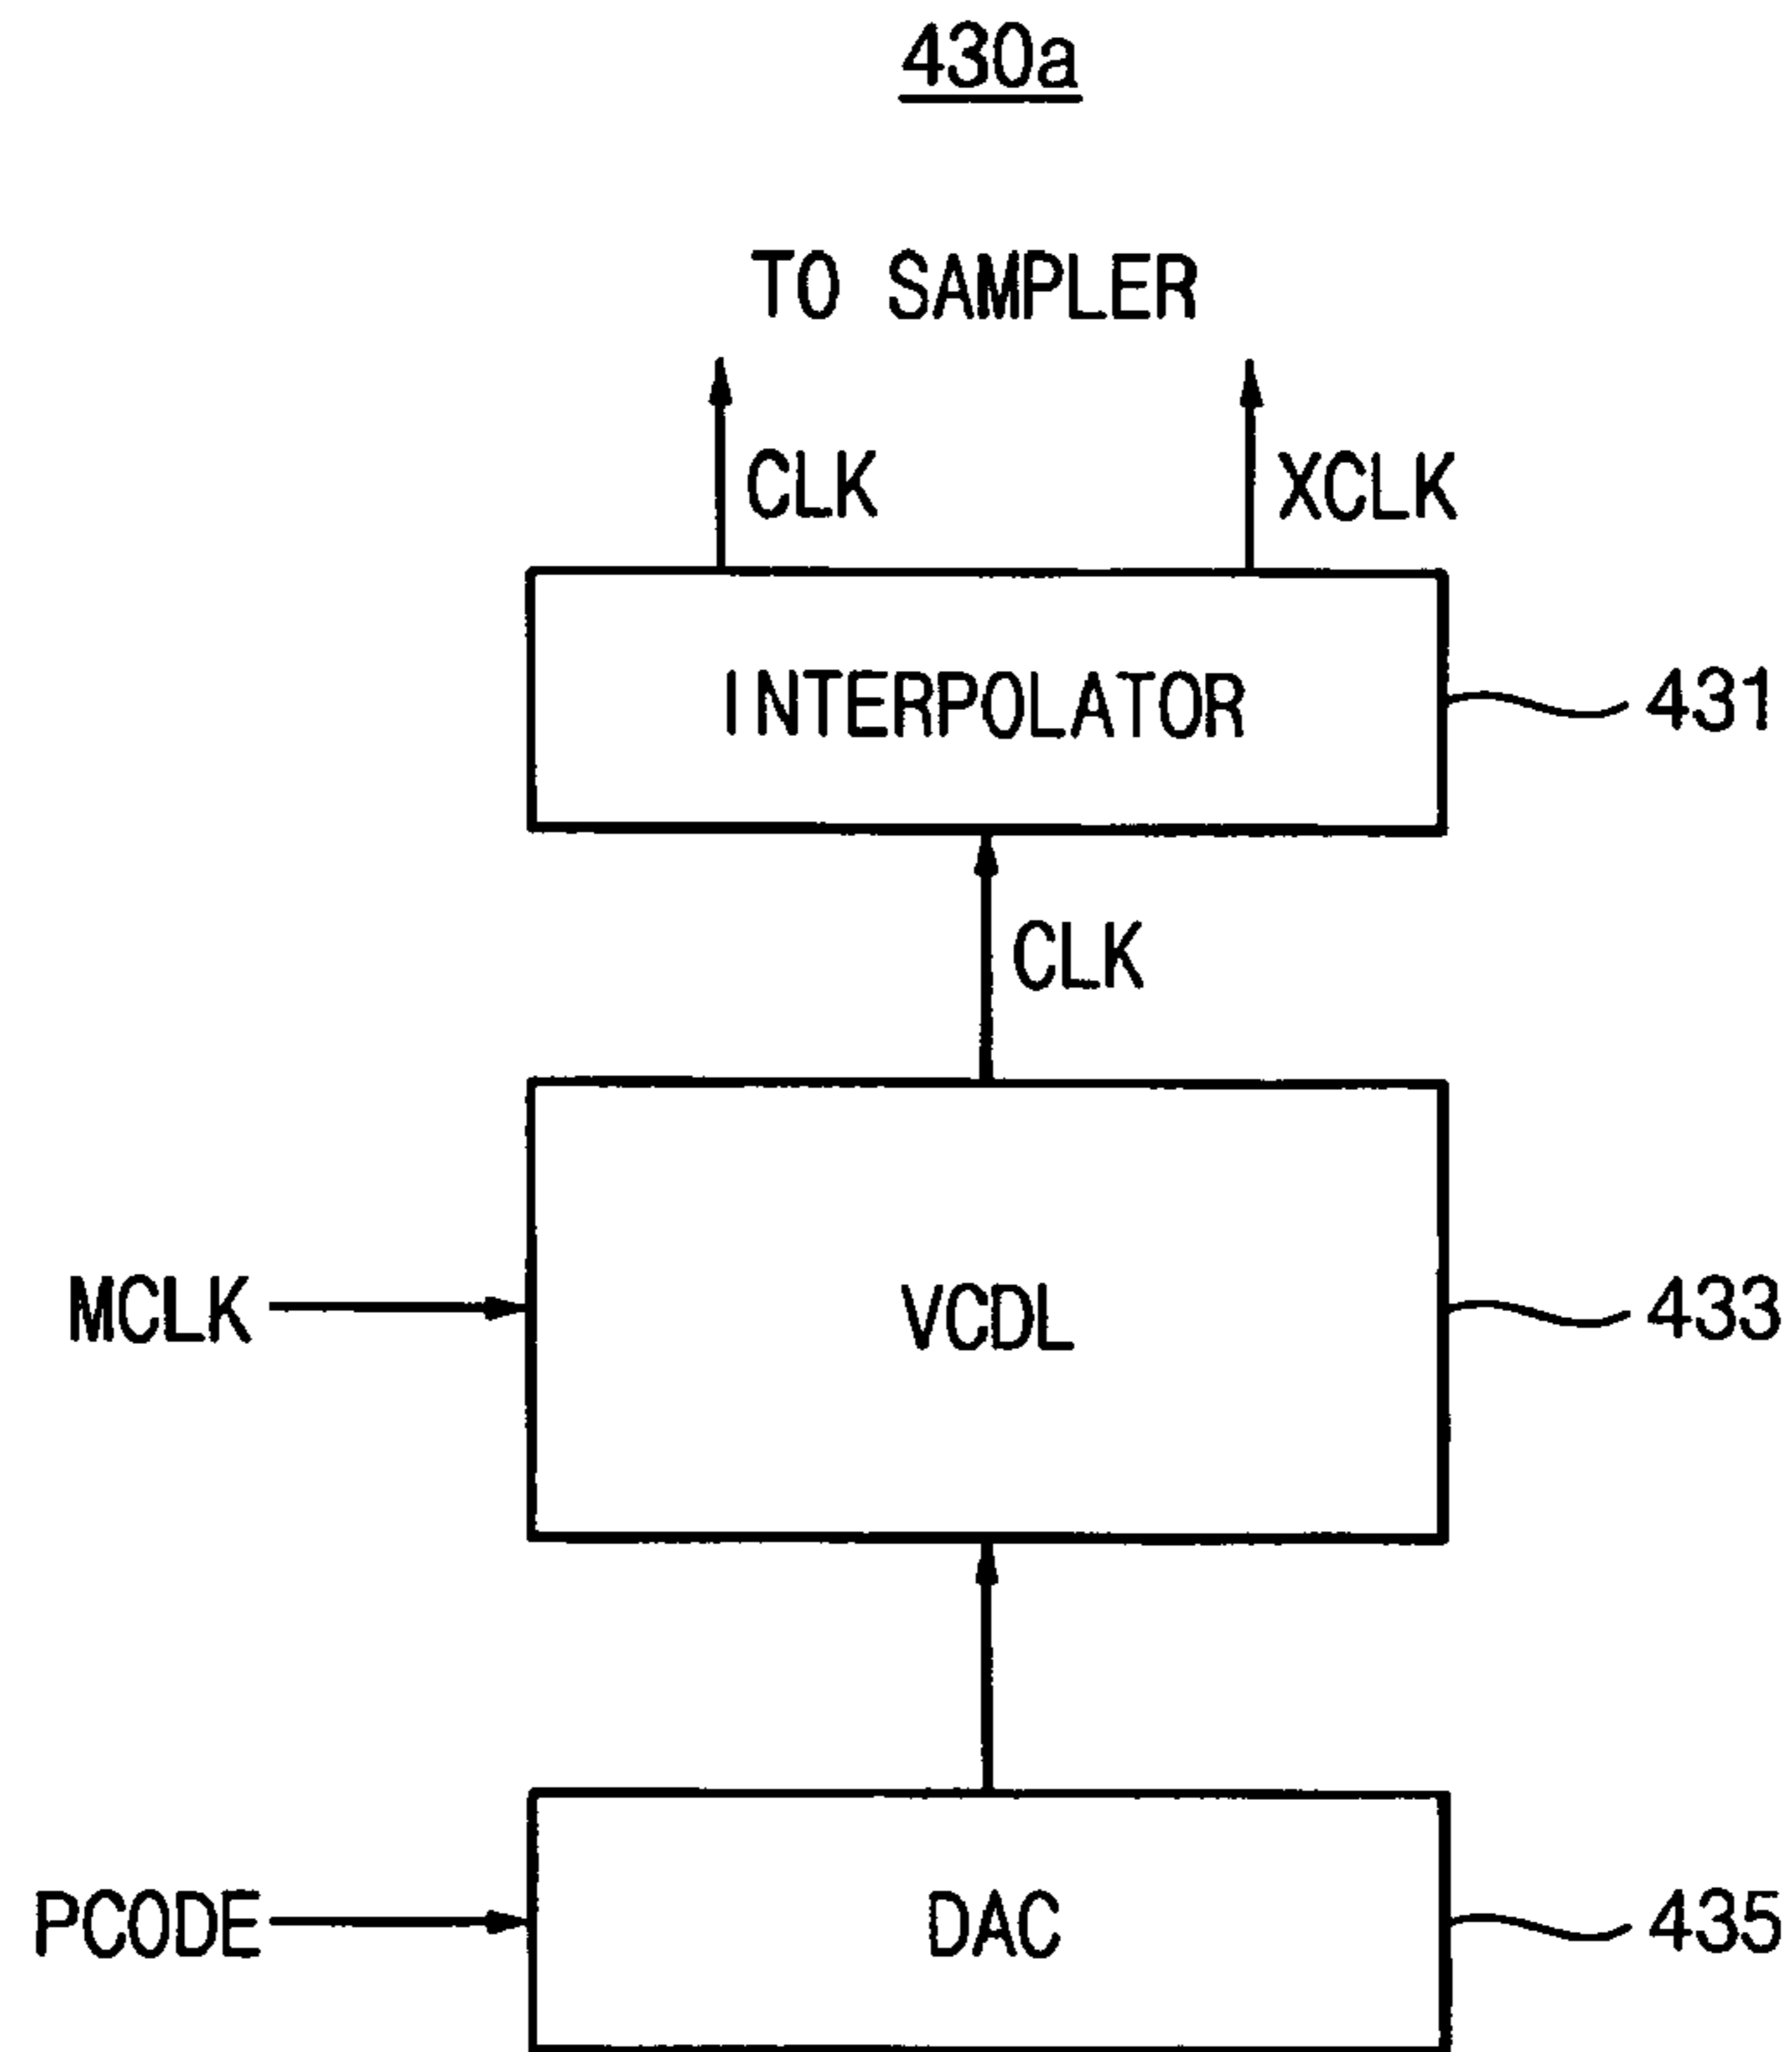 430a
TO SAMPLER
CLK
XCLK
INTERPOLATOR
431
CLK
MCLK
VCDL
433
PCODE
DAC
435